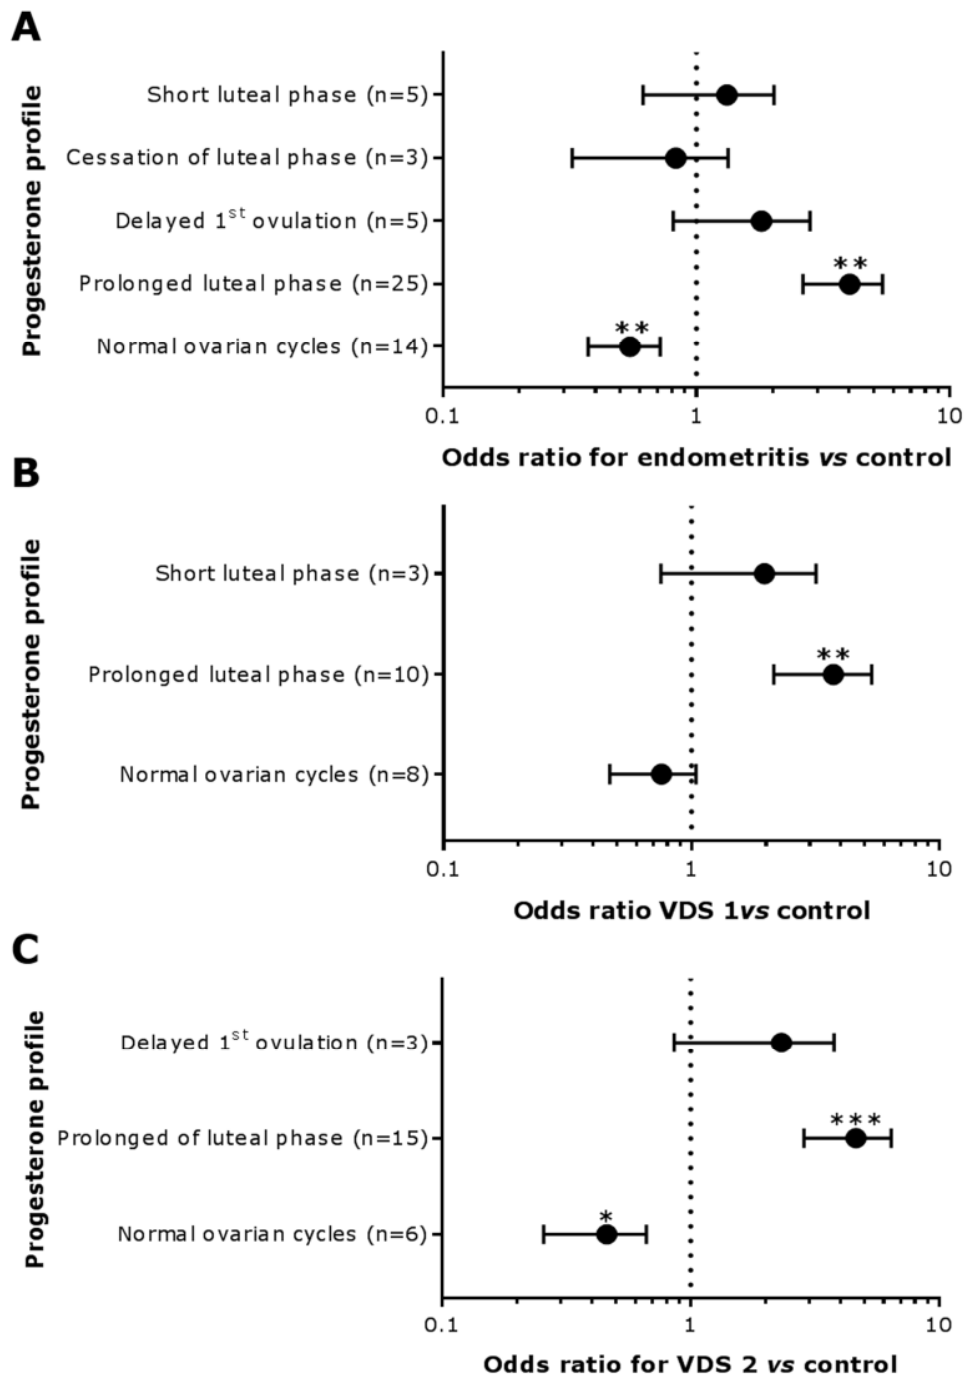 A
Progesterone profile
Short luteal phase (n=5)
Cessation of luteal phase (n=3)
Delayed 1st ovulation (n=5)
Prolonged luteal phase (n=25)
**
Normal ovarian cycles (n=14)
**
0.1 1 10
Odds ratio for endometritis vs control
B
Progesterone profile
Short luteal phase (n=3)
Prolonged luteal phase (n=10)
**
Normal ovarian cycles (n=8)
0.1 1 10
Odds ratio VDS 1vs control
C
Progesterone profile
Delayed 1st ovulation (n=3)
Prolonged of luteal phase (n=15)
***
Normal ovarian cycles (n=6)
*
0.1 1 10
Odds ratio for VDS 2 vs control